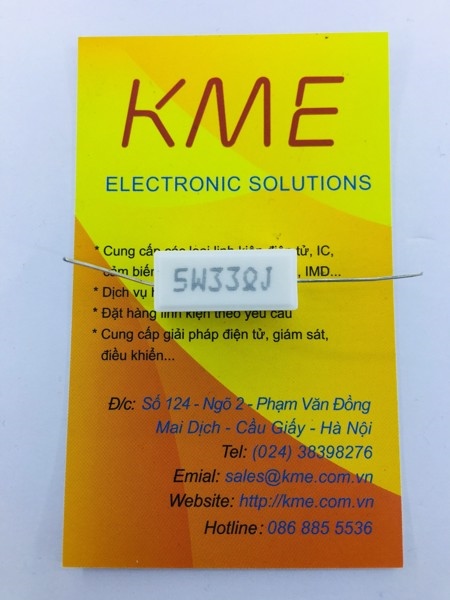 KME
ELECTRONIC SOLUTIONS
* Cung cấp các loại linh kiện điện tử, IC,
cảm biến , IMD...
5W33ΩJ
* Dịch vụ
* Đặt hàng linh kiện theo yêu cầu
* Cung cấp giải pháp điện tử, giám sát,
điều khiển...
Đ/c: Số 124 - Ngõ 2 - Phạm Văn Đồng
Mai Dịch - Cầu Giấy - Hà Nội
Tel: (024) 38398276
Emial: sales@kme.com.vn
Website: http://kme.com.vn
Hotline: 086 885 5536